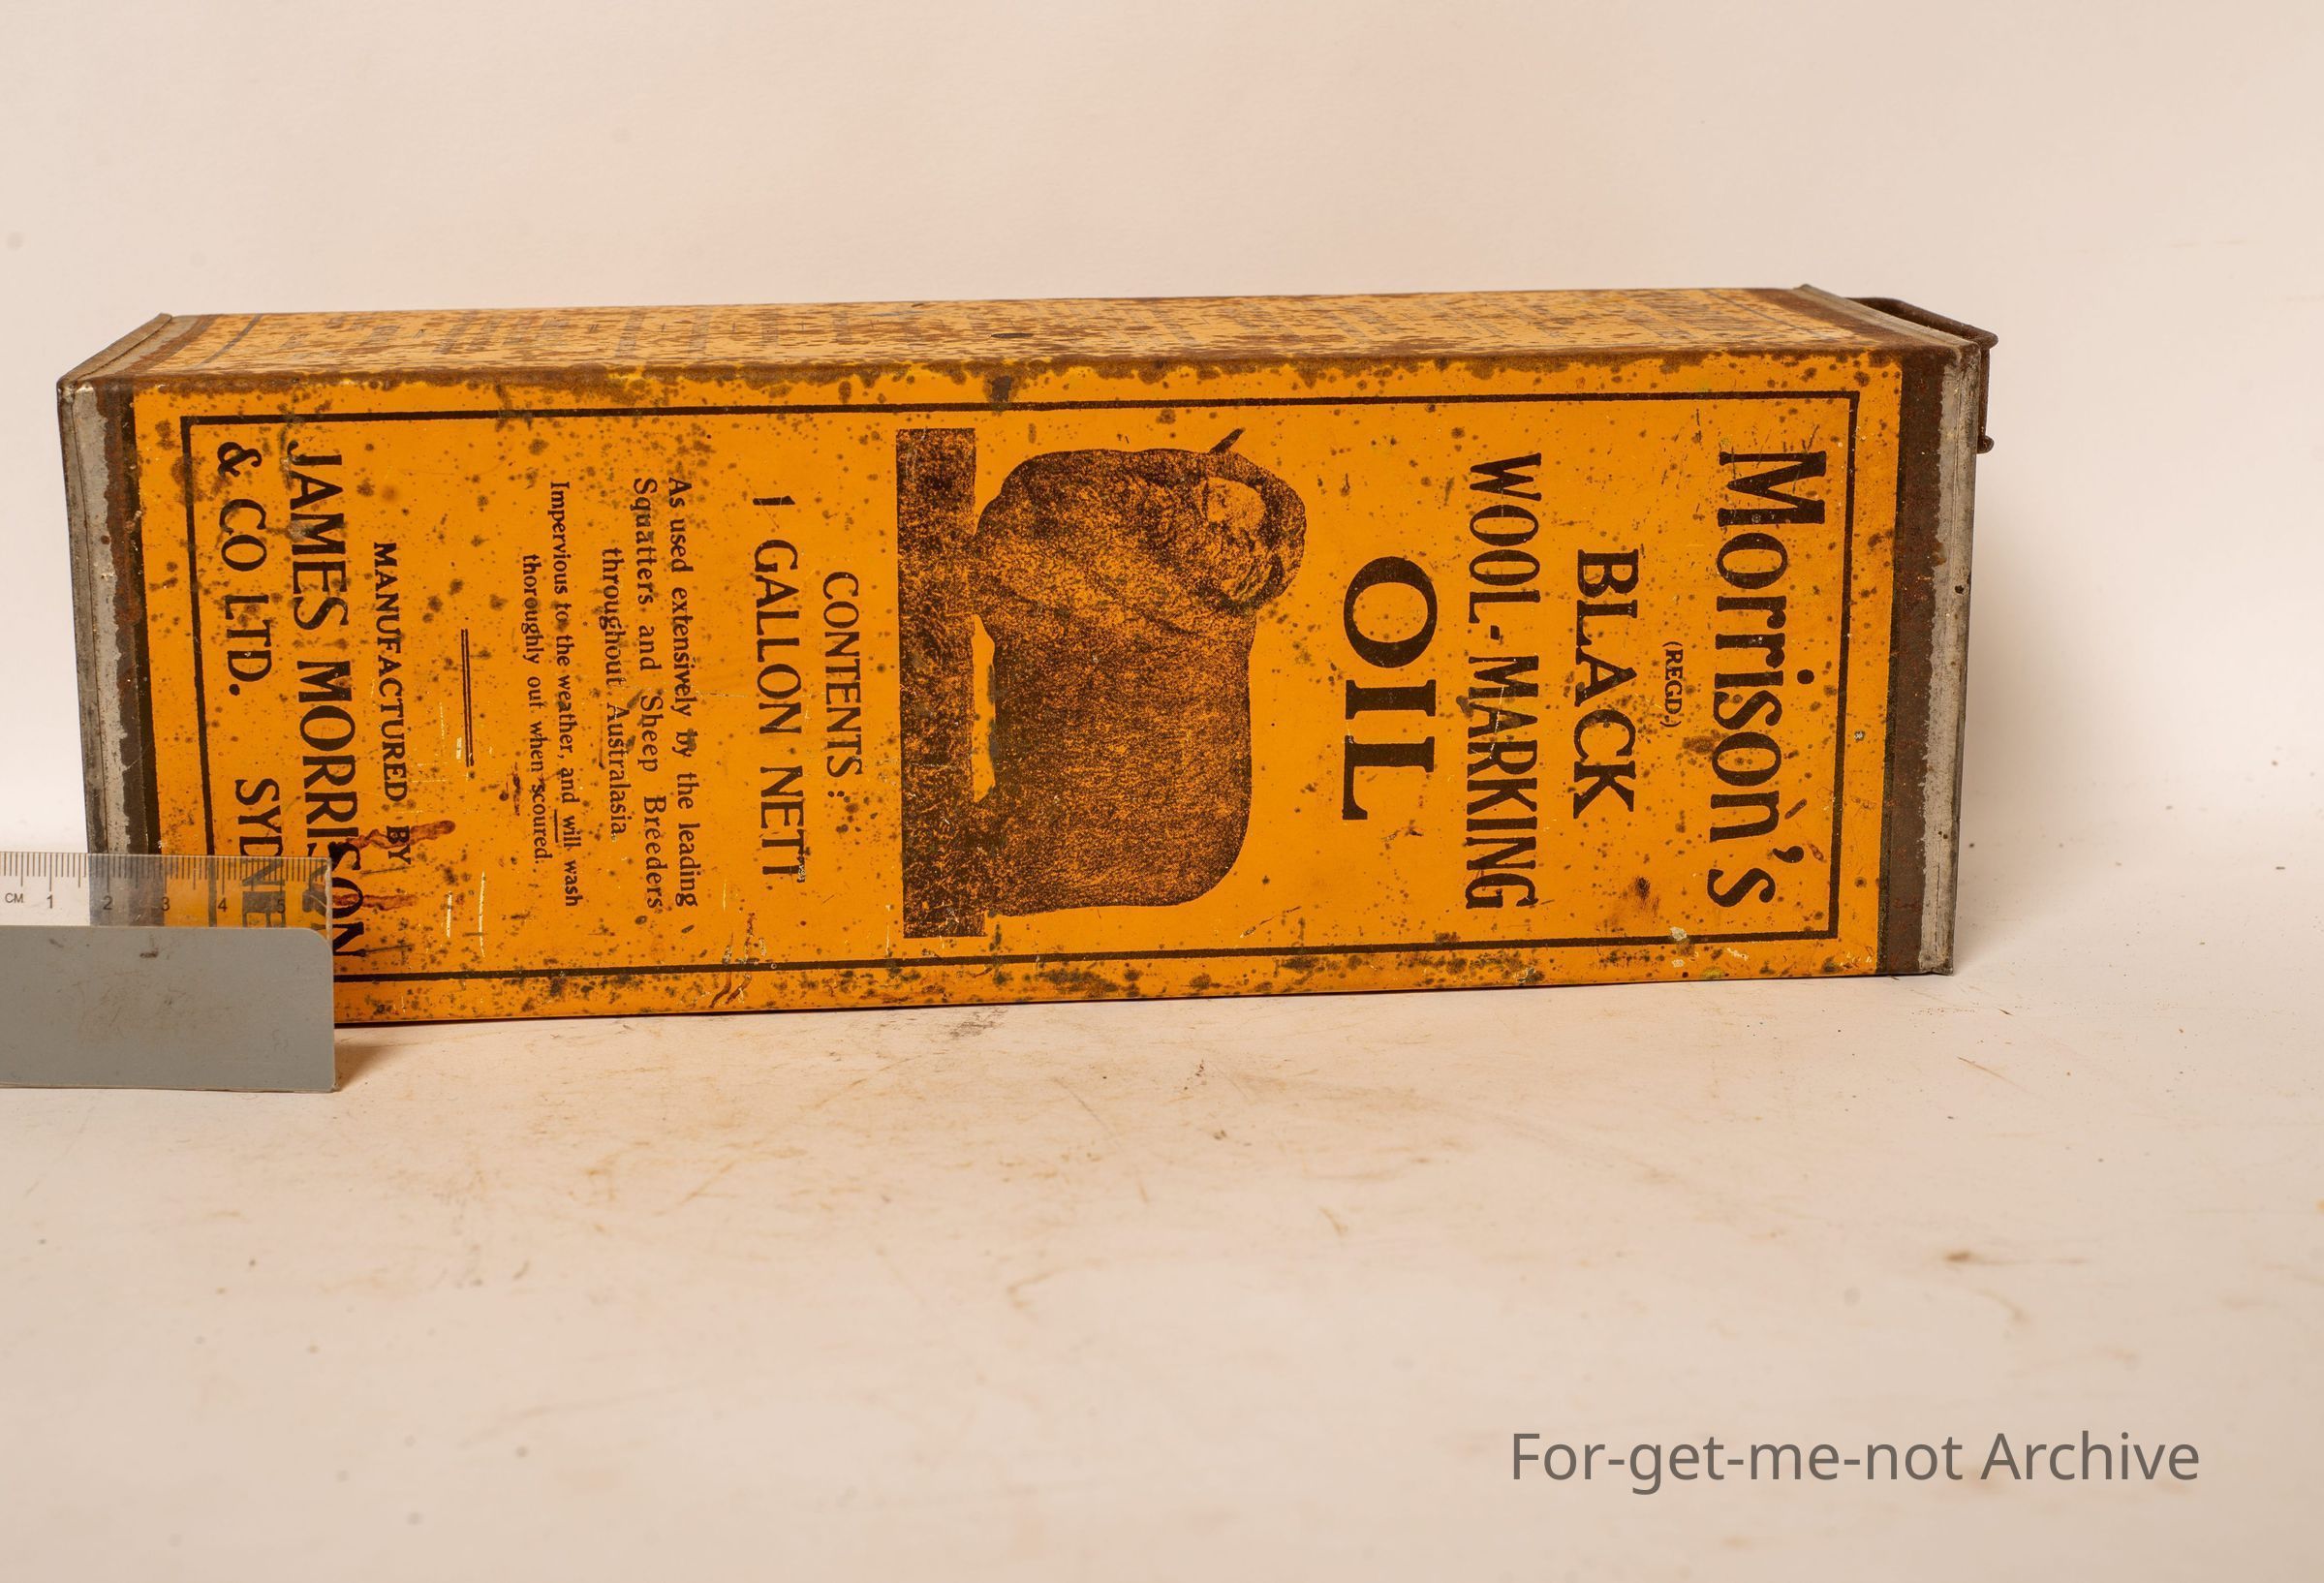 Morrison's
(REGD.)
BLACK
WOOL-MARKING
OIL
CONTENTS:
1 GALLON NETT
As used extensively by the leading
Squatters and Sheep Breeders
throughout Australasia.
Impervious to the weather, and will wash
thoroughly out when scoured.
MANUFACTURED BY
JAMES MORRISON
& CO LTD. SYDNEY
CM 1 2 3 4 5
For-get-me-not Archive